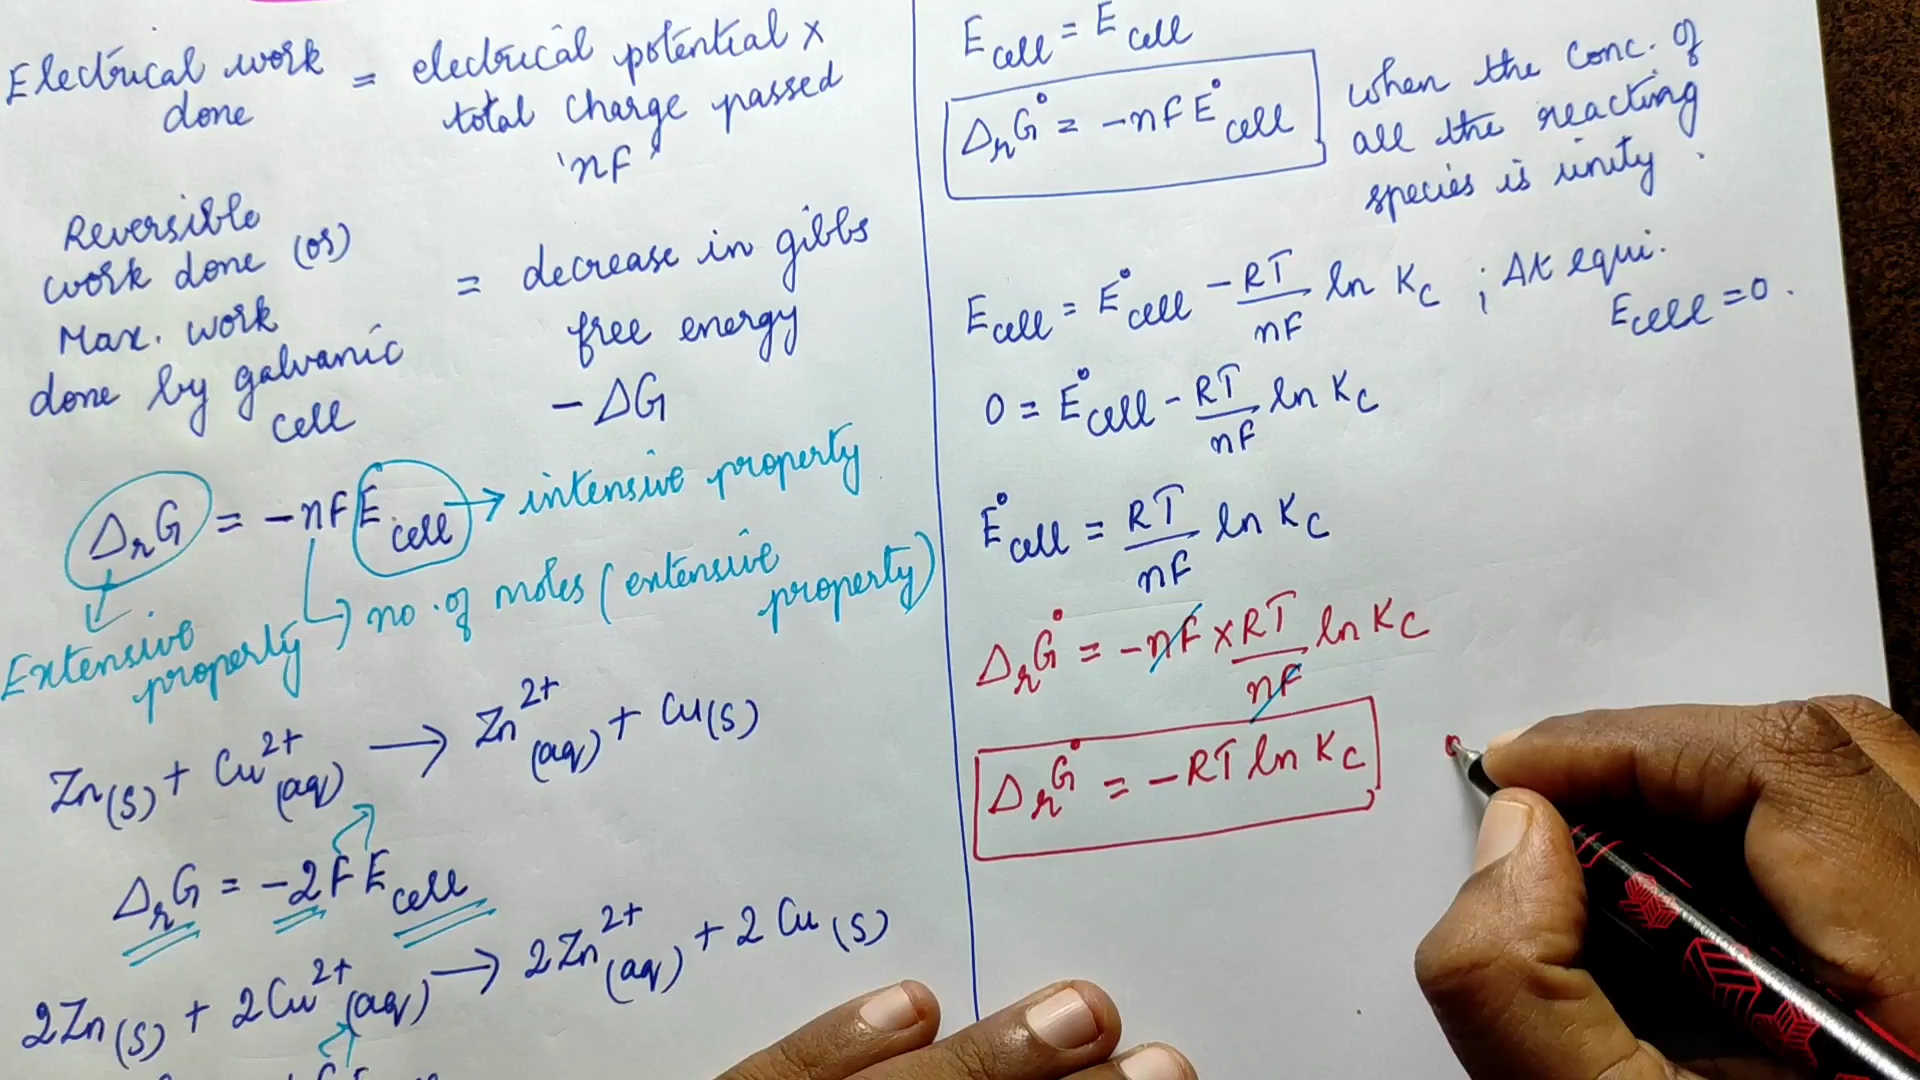 Electrical work done = electrical potential x total charge passed 'nF'
Reversible work done (or) Max. work done by galvanic cell = decrease in gibbs free energy - ΔG
ΔrG = -nFEcell → intensive property
no. of moles (extensive property)
Extensive property
Zn(s) + Cu²⁺(aq) → Zn²⁺(aq) + Cu(s)
ΔrG = -2FEcell
2Zn(s) + 2Cu²⁺(aq) → 2Zn²⁺(aq) + 2Cu(s)
Ecell = Ecell
ΔrG° = -nFE°cell
when the conc. of
all the reacting
species is unity.
Ecell = E°cell - RT/nF ln Kc ; At equi.
Ecell = 0.
0 = E°cell - RT/nF ln Kc
E°cell = RT/nF ln Kc
ΔrG° = -nF x RT/nF ln Kc
ΔrG° = -RT ln Kc